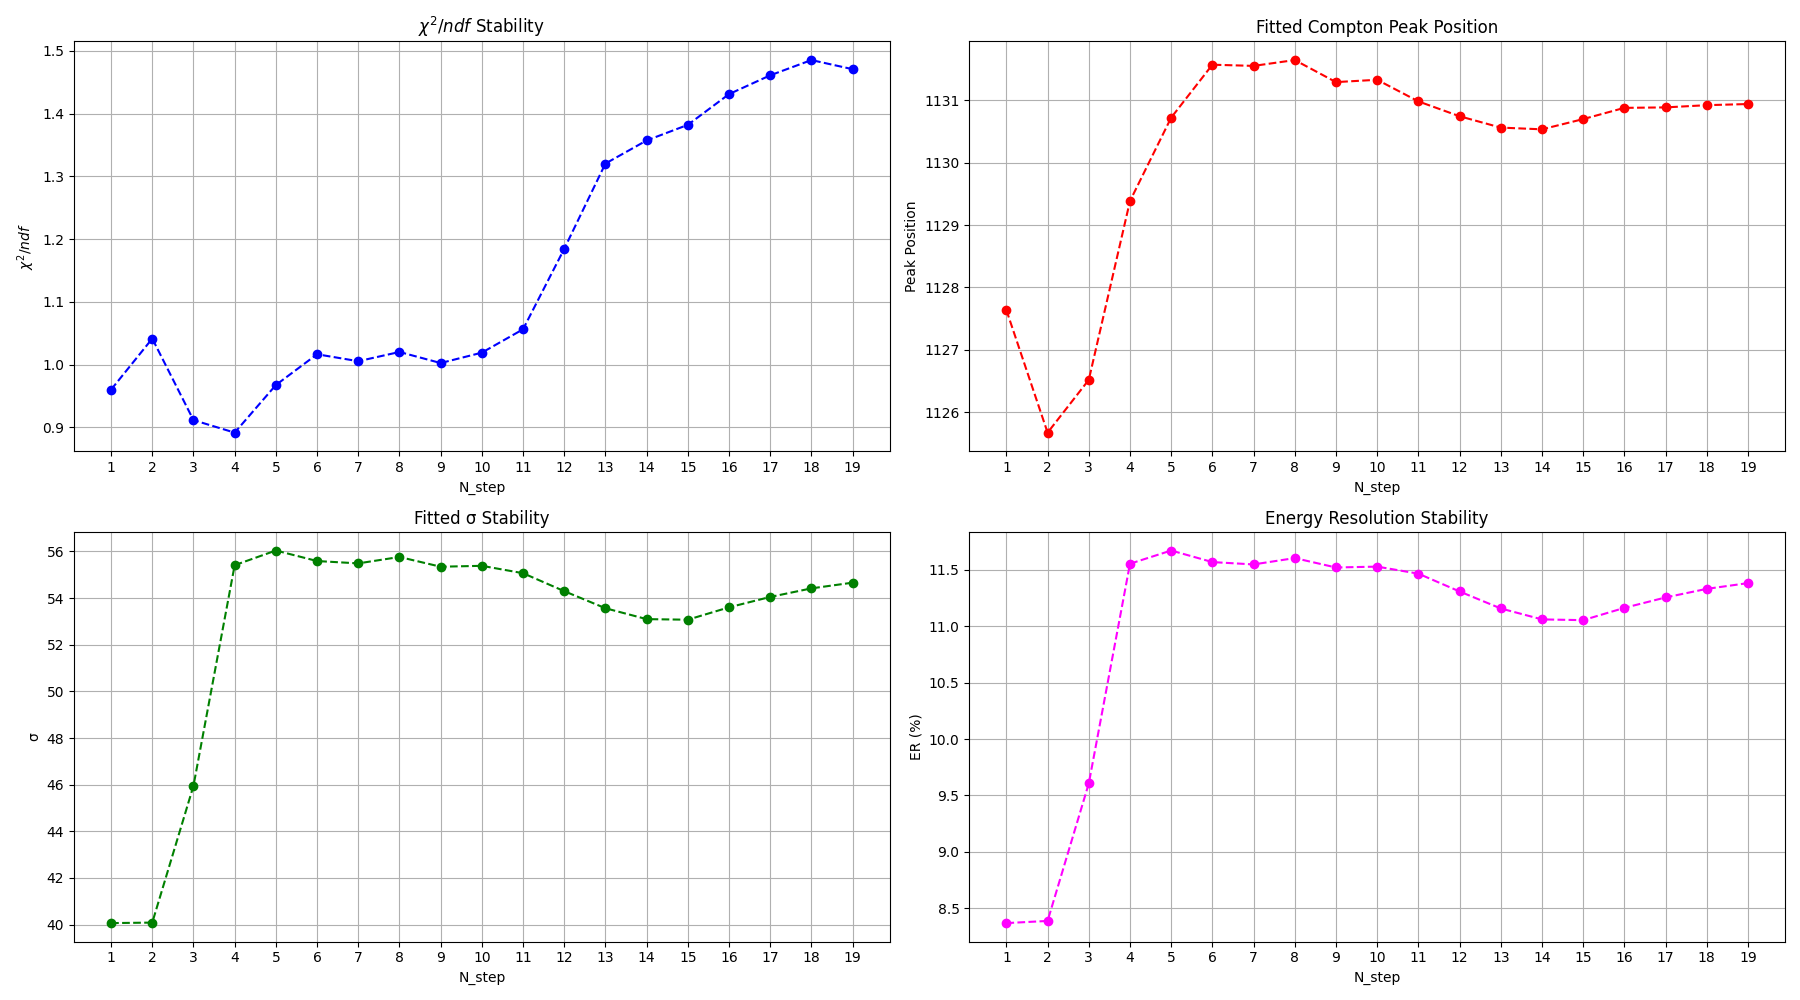 χ²/ndf Stability
χ²/ndf
1.5
1.4
1.3
1.2
1.1
1.0
0.9
1 2 3 4 5 6 7 8 9 10 11 12 13 14 15 16 17 18 19
N_step
Fitted Compton Peak Position
Peak Position
1131
1130
1129
1128
1127
1126
1 2 3 4 5 6 7 8 9 10 11 12 13 14 15 16 17 18 19
N_step
Fitted σ Stability
σ
56
54
52
50
48
46
44
42
40
1 2 3 4 5 6 7 8 9 10 11 12 13 14 15 16 17 18 19
N_step
Energy Resolution Stability
ER (%)
11.5
11.0
10.5
10.0
9.5
9.0
8.5
1 2 3 4 5 6 7 8 9 10 11 12 13 14 15 16 17 18 19
N_step